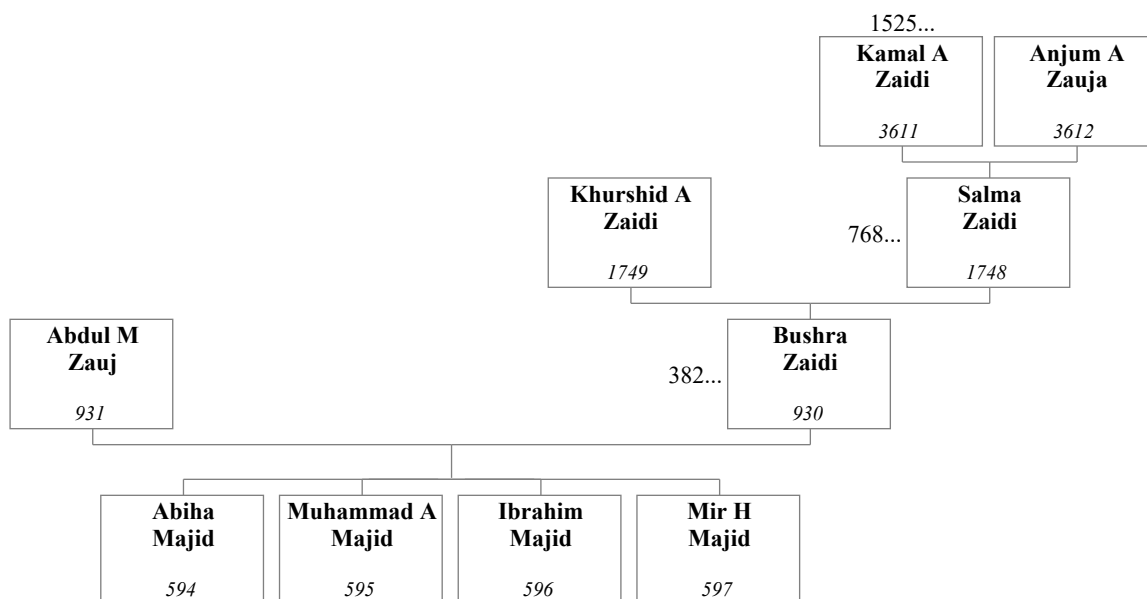 1525...
Kamal A
Zaidi
3611
Anjum A
Zauja
3612
Khurshid A
Zaidi
1749
768...
Salma
Zaidi
1748
Abdul M
Zauj
931
382...
Bushra
Zaidi
930
Abiha
Majid
594
Muhammad A
Majid
595
Ibrahim
Majid
596
Mir H
Majid
597